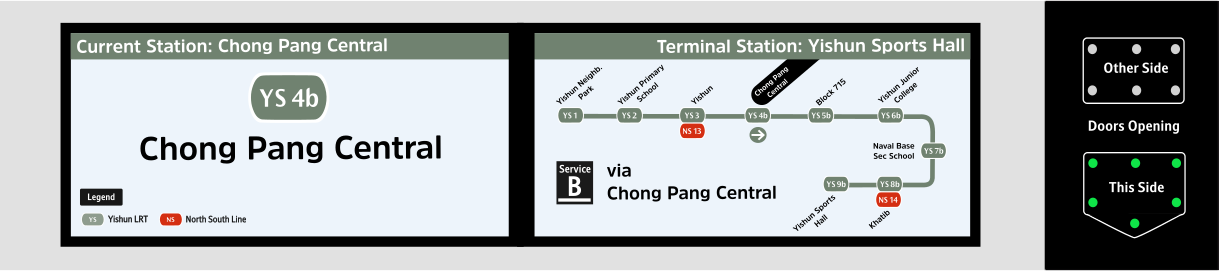 Current Station: Chong Pang Central
YS 4b
Chong Pang Central
Legend
YS Yishun LRT NS North South Line
Terminal Station: Yishun Sports Hall
Yishun Neighb.
Park
Yishun Primary
School
Yishun
Chong Pang
Central
Block 715
Yishun Junior
College
YS 1 YS 2 YS 3 YS 4b YS 5b YS 6b
NS 13
Naval Base
Sec School
YS 7b
Service
B
via
Chong Pang Central
YS 9b YS 8b
NS 14
Yishun Sports
Hall
Khatib
Other Side
Doors Opening
This Side